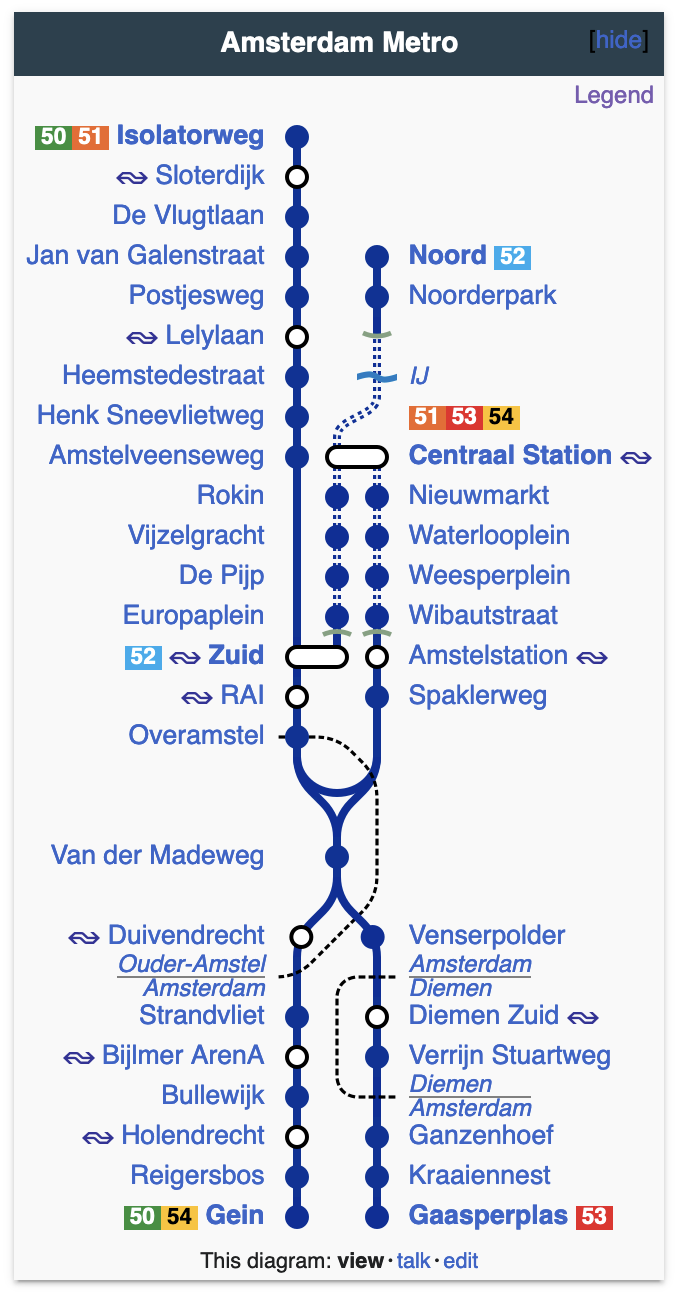 Amsterdam Metro [hide]
Legend
50 51 Isolatorweg
Sloterdijk
De Vlugtlaan
Jan van Galenstraat Noord 52
Postjesweg Noorderpark
Lelylaan
Heemstedestraat IJ
Henk Sneevlietweg 51 53 54
Amstelveenseweg Centraal Station
Rokin Nieuwmarkt
Vijzelgracht Waterlooplein
De Pijp Weesperplein
Europaplein Wibautstraat
52 Zuid Amstelstation
RAI Spaklerweg
Overamstel
Van der Madeweg
Duivendrecht Venserpolder
Ouder-Amstel Amsterdam
Amsterdam Diemen
Strandvliet Diemen Zuid
Bijlmer ArenA Verrijn Stuartweg
Bullewijk Diemen
Amsterdam
Holendrecht Ganzenhoef
Reigersbos Kraaiennest
50 54 Gein Gaasperplas 53
This diagram: view · talk · edit